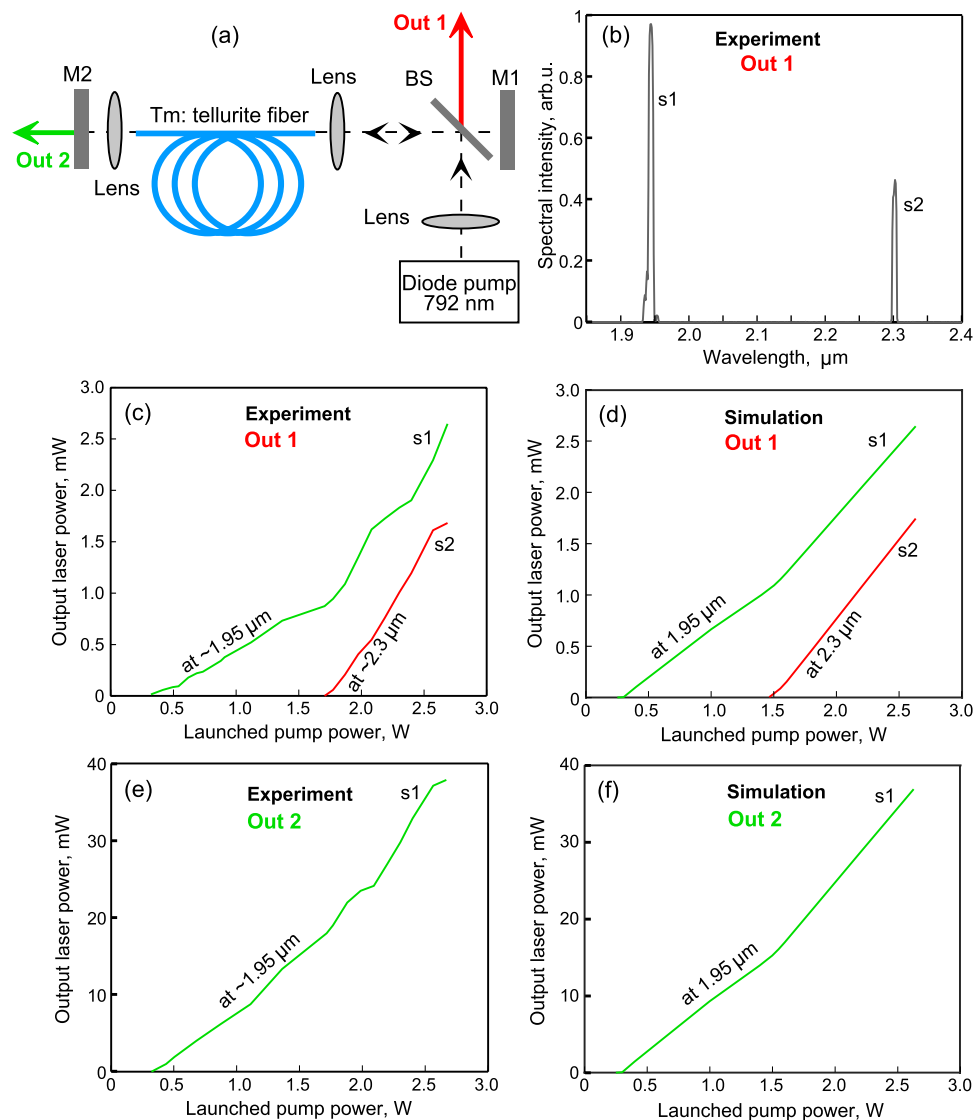 (a)
Out 1
M2
Lens
BS
M1
Tm: tellurite fiber
Out 2
Lens
Lens
Diode pump
792 nm
(b)
Experiment
Out 1
s1
s2
Spectral intensity, arb.u.
1
0.8
0.6
0.4
0.2
0
1.9
2.0
2.1
2.2
2.3
2.4
Wavelength, µm
(c)
Experiment
Out 1
s1
s2
at ~1.95 µm
at ~2.3 µm
Output laser power, mW
3.0
2.5
2.0
1.5
1.0
0.5
0
0
0.5
1.0
1.5
2.0
2.5
3.0
Launched pump power, W
(d)
Simulation
Out 1
s1
s2
at 1.95 µm
at 2.3 µm
Output laser power, mW
3.0
2.5
2.0
1.5
1.0
0.5
0
0
0.5
1.0
1.5
2.0
2.5
3.0
Launched pump power, W
(e)
Experiment
Out 2
s1
at ~1.95 µm
Output laser power, mW
40
30
20
10
0
0
0.5
1.0
1.5
2.0
2.5
3.0
Launched pump power, W
(f)
Simulation
Out 2
s1
at 1.95 µm
Output laser power, mW
40
30
20
10
0
0
0.5
1.0
1.5
2.0
2.5
3.0
Launched pump power, W